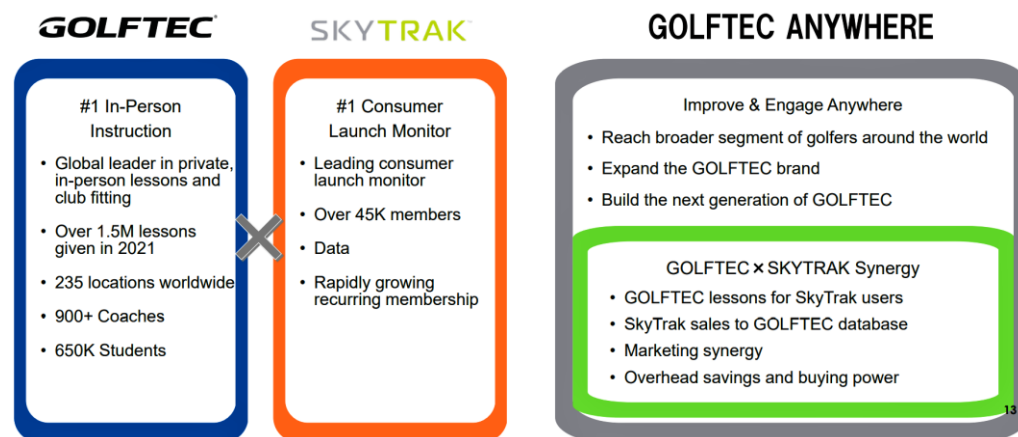 GOLFTEC
#1 In-Person
Instruction
• Global leader in private,
in-person lessons and
club fitting
• Over 1.5M lessons
given in 2021
• 235 locations worldwide
• 900+ Coaches
• 650K Students
SKYTRAK
#1 Consumer
Launch Monitor
• Leading consumer
launch monitor
• Over 45K members
• Data
• Rapidly growing
recurring membership
GOLFTEC ANYWHERE
Improve & Engage Anywhere
• Reach broader segment of golfers around the world
• Expand the GOLFTEC brand
• Build the next generation of GOLFTEC
GOLFTEC×SKYTRAK Synergy
• GOLFTEC lessons for SkyTrak users
• SkyTrak sales to GOLFTEC database
• Marketing synergy
• Overhead savings and buying power
13